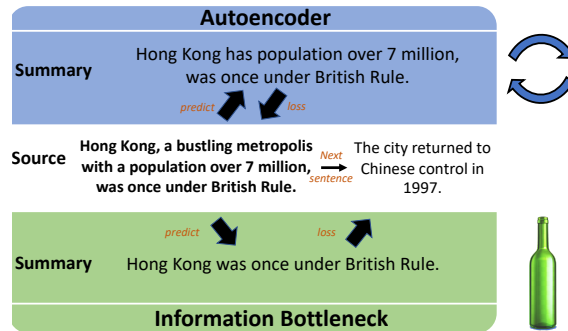 Autoencoder
Summary
Hong Kong has population over 7 million,
was once under British Rule.
predict
loss
Source
Hong Kong, a bustling metropolis
with a population over 7 million,
was once under British Rule.
Next
sentence
The city returned to
Chinese control in
1997.
predict
loss
Summary
Hong Kong was once under British Rule.
Information Bottleneck